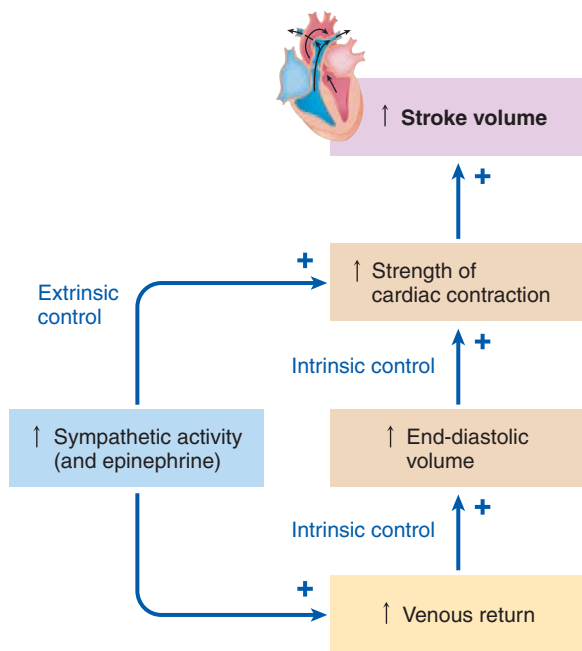 ↑ Stroke volume
+
+
↑ Strength of
cardiac contraction
Extrinsic
control
+
Intrinsic control
↑ Sympathetic activity
(and epinephrine)
↑ End-diastolic
volume
+
Intrinsic control
+
↑ Venous return